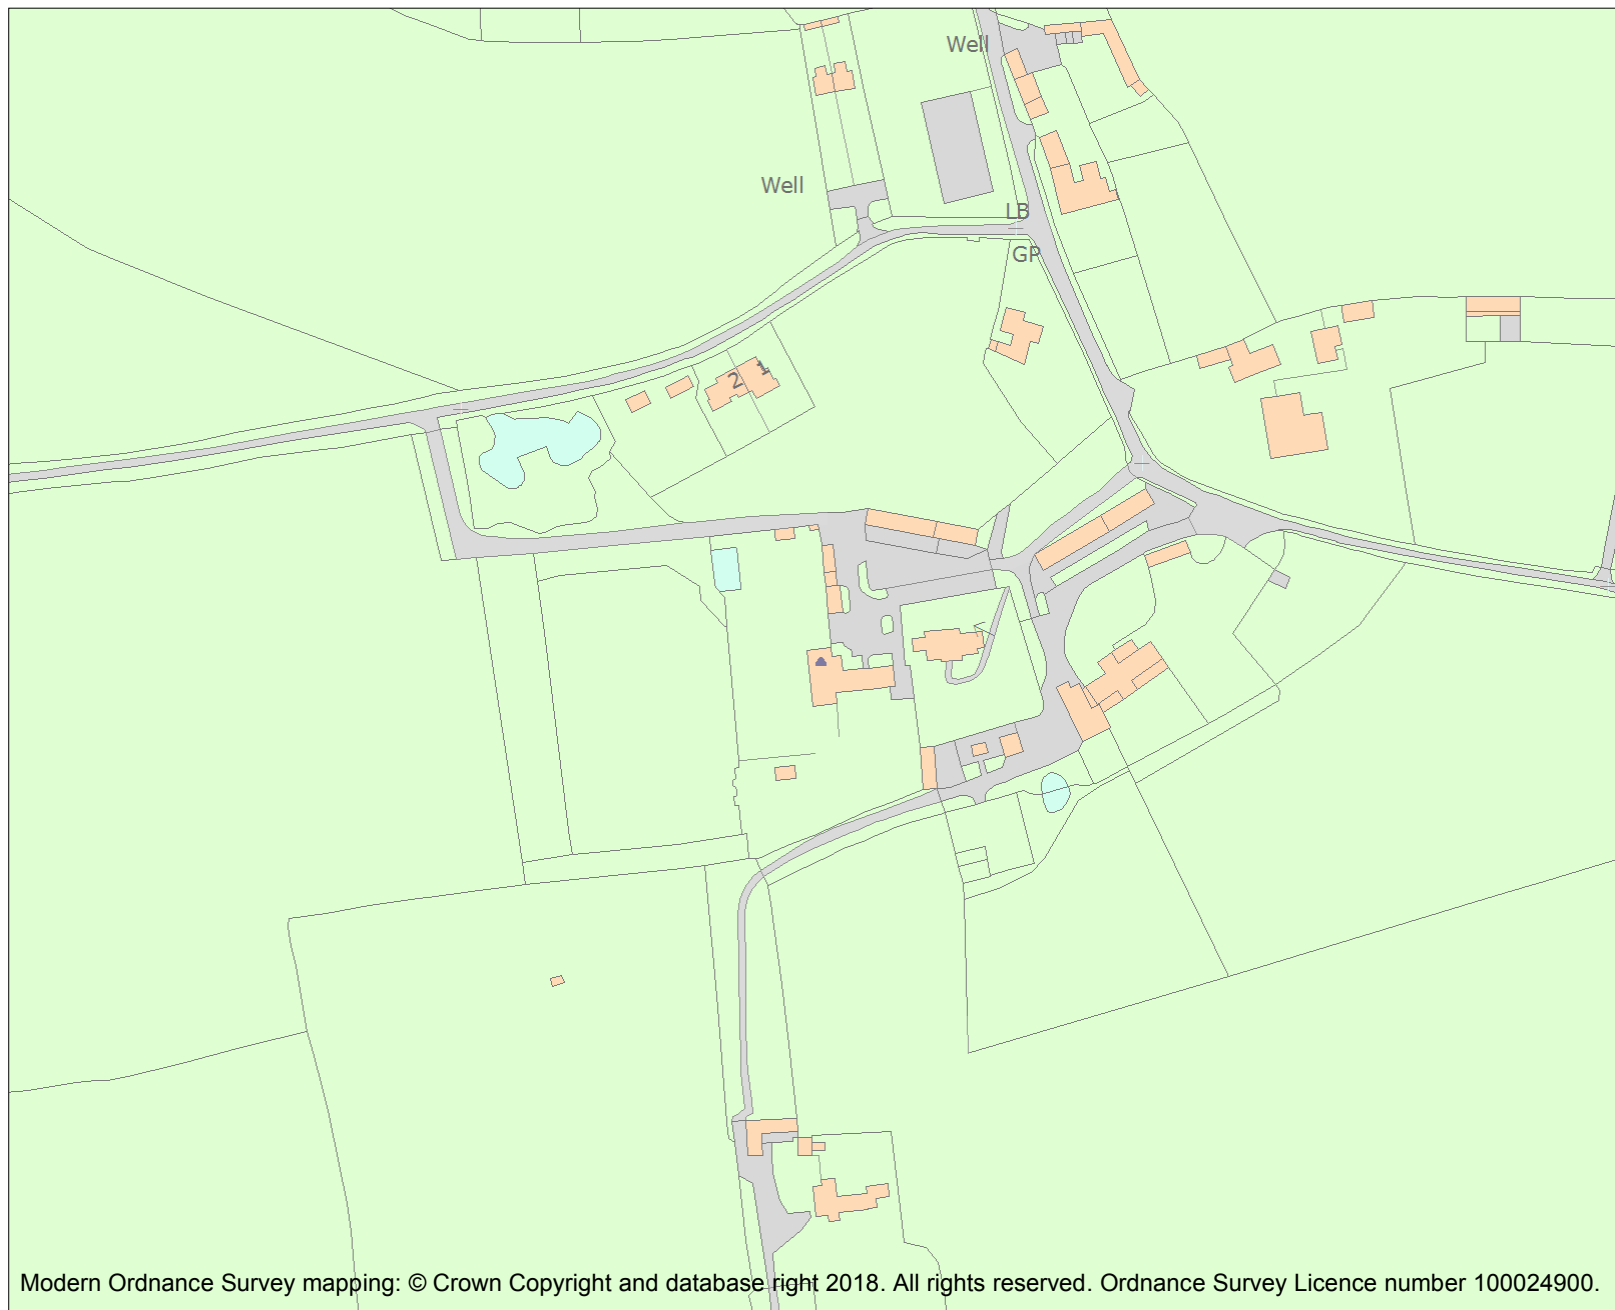 Well
Well
LB
GP
1
2
Modern Ordnance Survey mapping: © Crown Copyright and database right 2018. All rights reserved. Ordnance Survey Licence number 100024900.